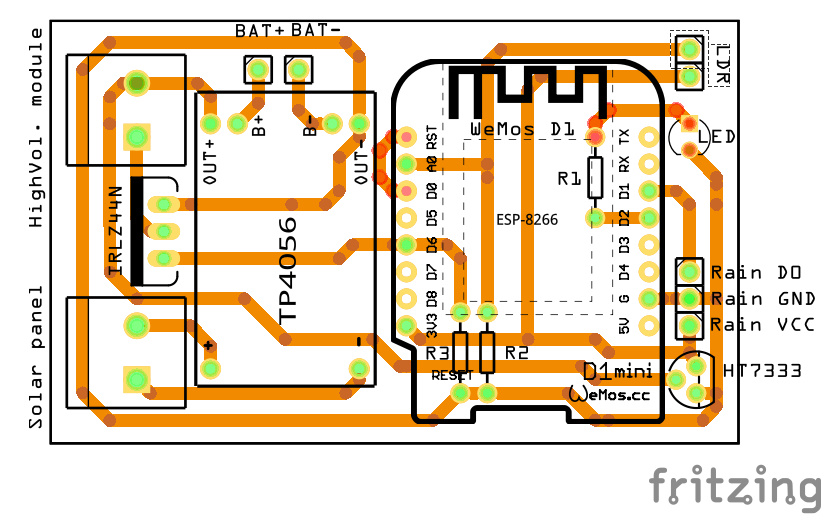 BAT+ BAT-
HighVol. module
LDR
OUT+
B+
B-
OUT-
WeMos D1
RST
TX
LED
A0
RX
R1
D0
D1
IRLZ44N
D5
ESP-8266
D2
D6
D3
TP4056
D7
D4
Rain DO
D8
G
Rain GND
3V3
5V
Rain VCC
Solar panel
+
-
R3
R2
RESET
D1mini
HT7333
WeMos.cc
fritzing